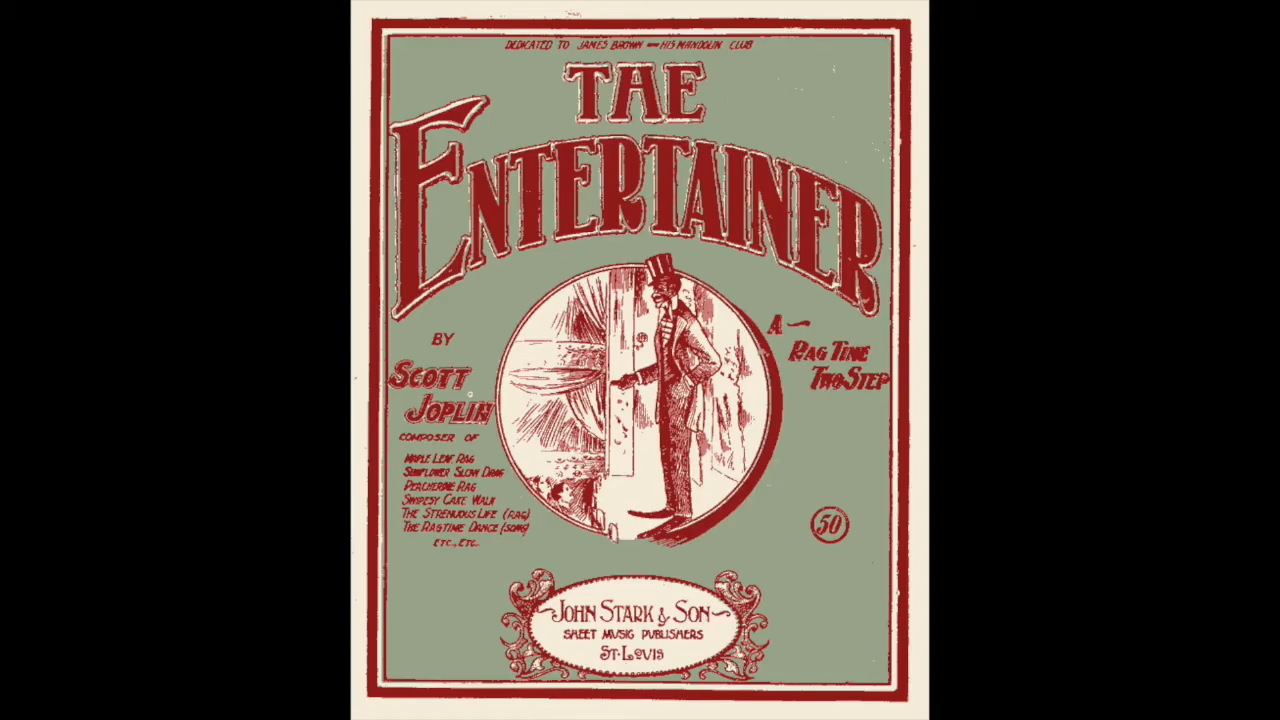 DEDICATED TO JAMES BROWN AND HIS MANDOLIN CLUB
THE
ENTERTAINER
BY
SCOTT
JOPLIN
COMPOSER OF
MAPLE LEAF RAG
SUNFLOWER SLOW DRAG
PEACHERINE RAG
SWIPESY CAKE WALK
THE STRENUOUS LIFE (RAG)
THE RAGTIME DANCE (SONG)
ETC., ETC.
A
RAG TIME
TWO STEP
50
JOHN STARK & SON
SHEET MUSIC PUBLISHERS
ST. LOUIS